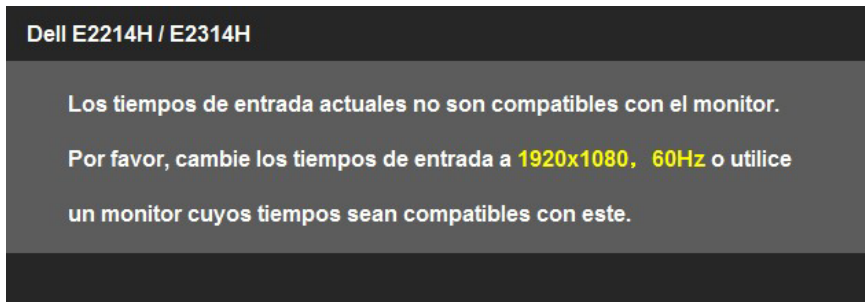 Dell E2214H / E2314H
Los tiempos de entrada actuales no son compatibles con el monitor.
Por favor, cambie los tiempos de entrada a 1920x1080，60Hz o utilice
un monitor cuyos tiempos sean compatibles con este.